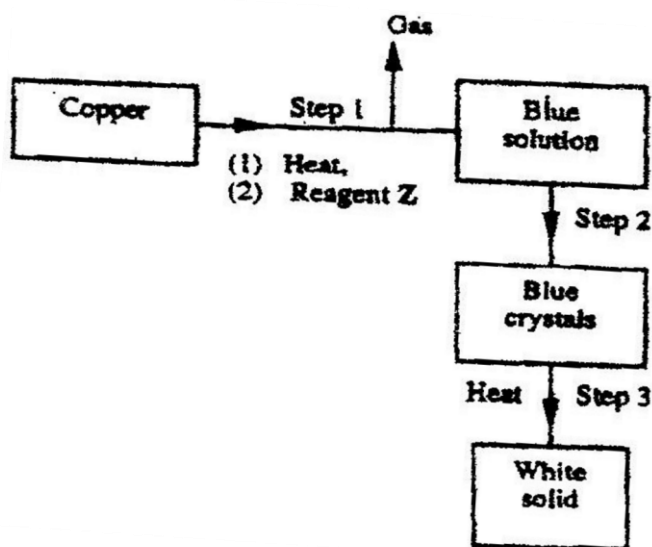 Gas
Copper
Step 1
(1) Heat,
(2) Reagent Z
Blue
solution
Step 2
Blue
crystals
Heat
Step 3
White
solid